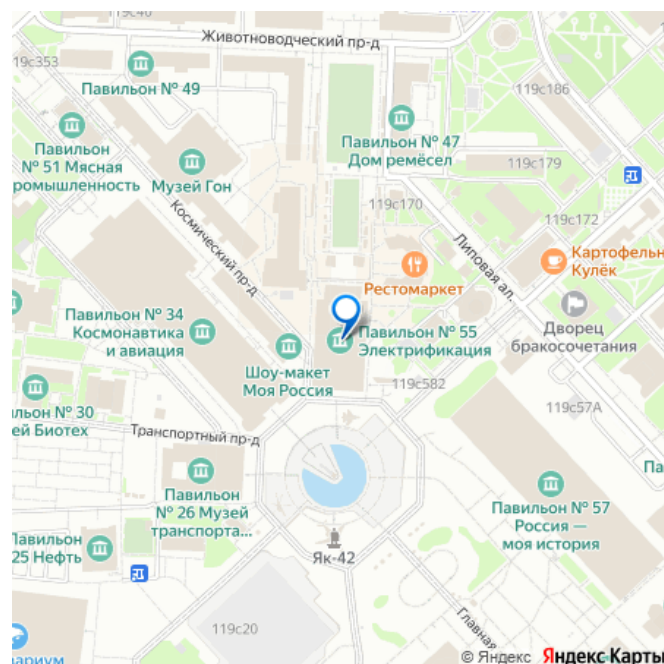 119с40
Животноводческий пр-д
19с353
Павильон № 49
119с186
Павильон
№ 51 Мясная
ромышленность
Павильон № 47
Дом ремёсел
119с179
Музей Гон
119с170
119с172
Космический пр-д
Липовая ал.
Картофельн
Кулёк
Рестомаркет
Павильон № 34
Космонавтика
и авиация
Павильон № 55
Электрификация
Дворец
бракосочетания
Шоу-макет
Моя Россия
119с582
119с57А
ильон № 30
ей Биотех
Транспортный пр-д
Па
Павильон
№ 26 Музей
транспорта...
Павильон № 57
Россия —
моя история
Павильон
25 Нефть
Як-42
119с20
Главная
ариум
© Яндекс Яндекс Карты